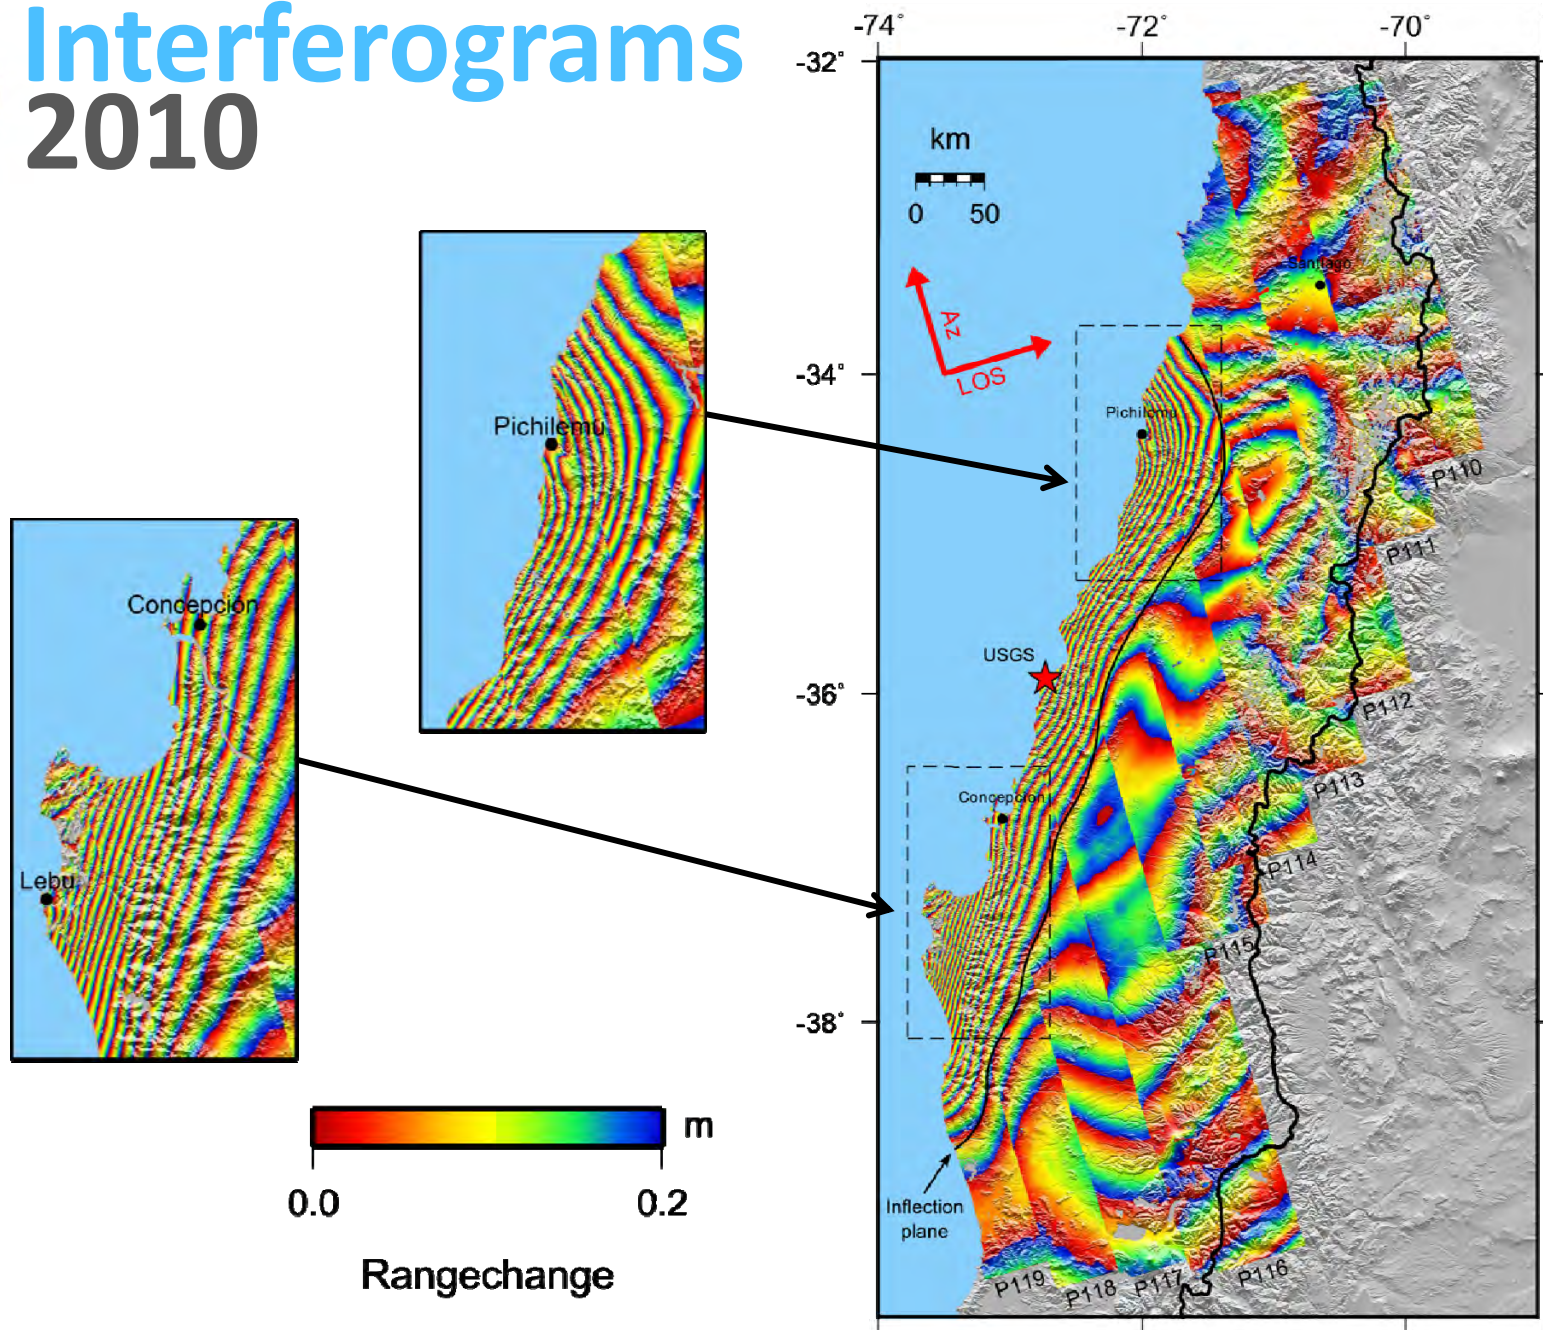 Interferograms
2010
-74°
-72°
-70°
-32°
km
0 50
Santiago
Az
LOS
-34°
Pichilemu
Pichilemu
P110
P111
Concepcion
USGS
-36°
P112
P113
Concepcion
P114
Lebu
P115
-38°
m
0.0 0.2
Rangechange
Inflection
plane
P119
P118
P117
P116